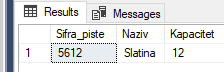 Results Messages
Sifra_piste Naziv Kapacitet
1 5612 Slatina 12